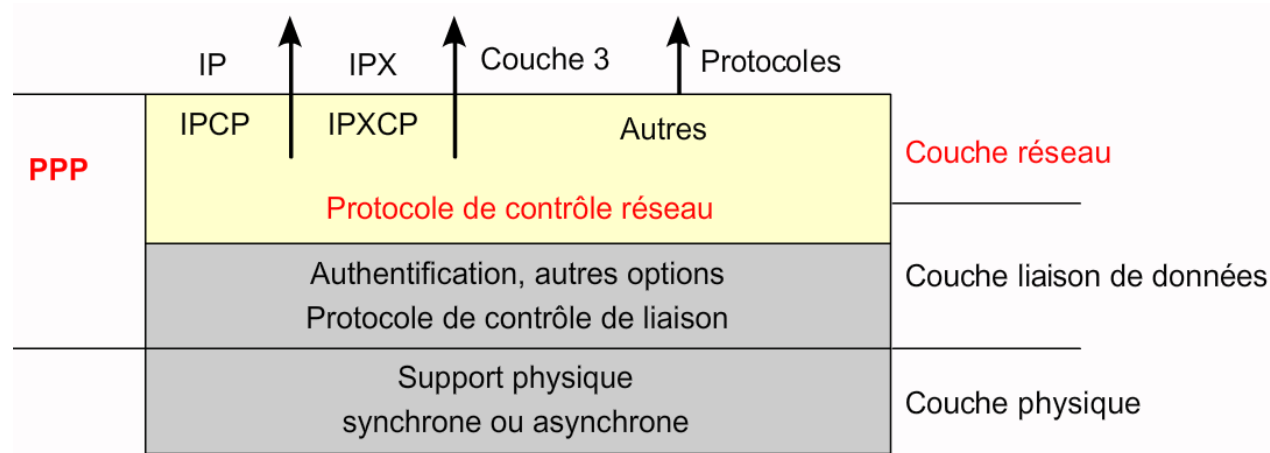 IP IPX Couche 3 Protocoles
IPCP IPXCP Autres
PPP
Couche réseau
Protocole de contrôle réseau
Authentification, autres options
Couche liaison de données
Protocole de contrôle de liaison
Support physique
Couche physique
synchrone ou asynchrone